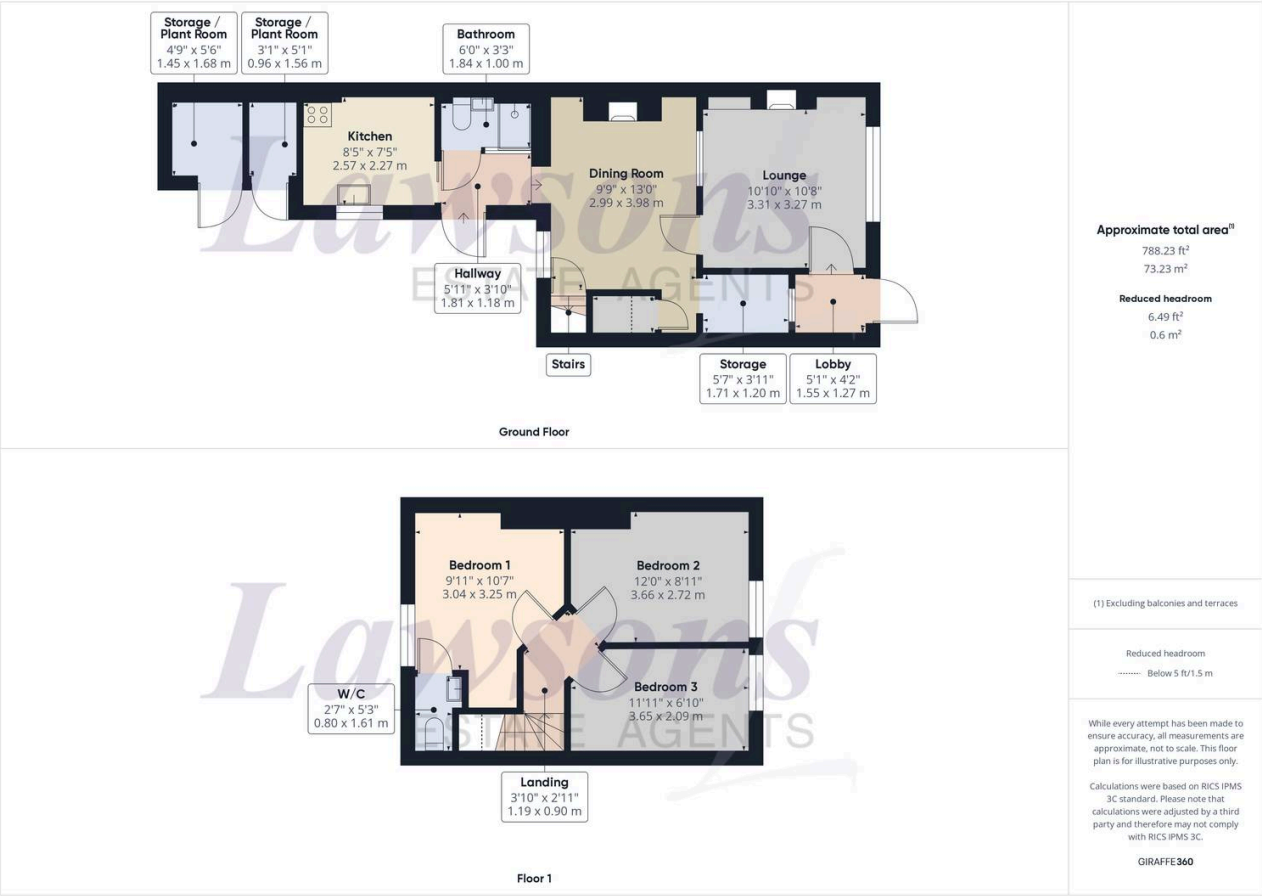 Storage /
Plant Room
4'9" x 5'6"
1.45 x 1.68 m
Storage /
Plant Room
3'1" x 5'1"
0.96 x 1.56 m
Bathroom
6'0" x 3'3"
1.84 x 1.00 m
Kitchen
8'5" x 7'5"
2.57 x 2.27 m
Dining Room
9'9" x 13'0"
2.99 x 3.98 m
Lounge
10'10" x 10'8"
3.31 x 3.27 m
Lawsons
ESTATE AGENTS
Hallway
5'11" x 3'10"
1.81 x 1.18 m
Stairs
Storage
5'7" x 3'11"
1.71 x 1.20 m
Lobby
5'1" x 4'2"
1.55 x 1.27 m
Ground Floor
Bedroom 1
9'11" x 10'7"
3.04 x 3.25 m
Bedroom 2
12'0" x 8'11"
3.66 x 2.72 m
Lawsons
ESTATE AGENTS
W/C
2'7" x 5'3"
0.80 x 1.61 m
Bedroom 3
11'11" x 6'10"
3.65 x 2.09 m
Landing
3'10" x 2'11"
1.19 x 0.90 m
Floor 1
Approximate total area(1)
788.23 ft²
73.23 m²
Reduced headroom
6.49 ft²
0.6 m²
(1) Excluding balconies and terraces
Reduced headroom
Below 5 ft/1.5 m
While every attempt has been made to
ensure accuracy, all measurements are
approximate, not to scale. This floor
plan is for illustrative purposes only.
Calculations were based on RICS IPMS
3C standard. Please note that
calculations were adjusted by a third
party and therefore may not comply
with RICS IPMS 3C.
GIRAFFE360